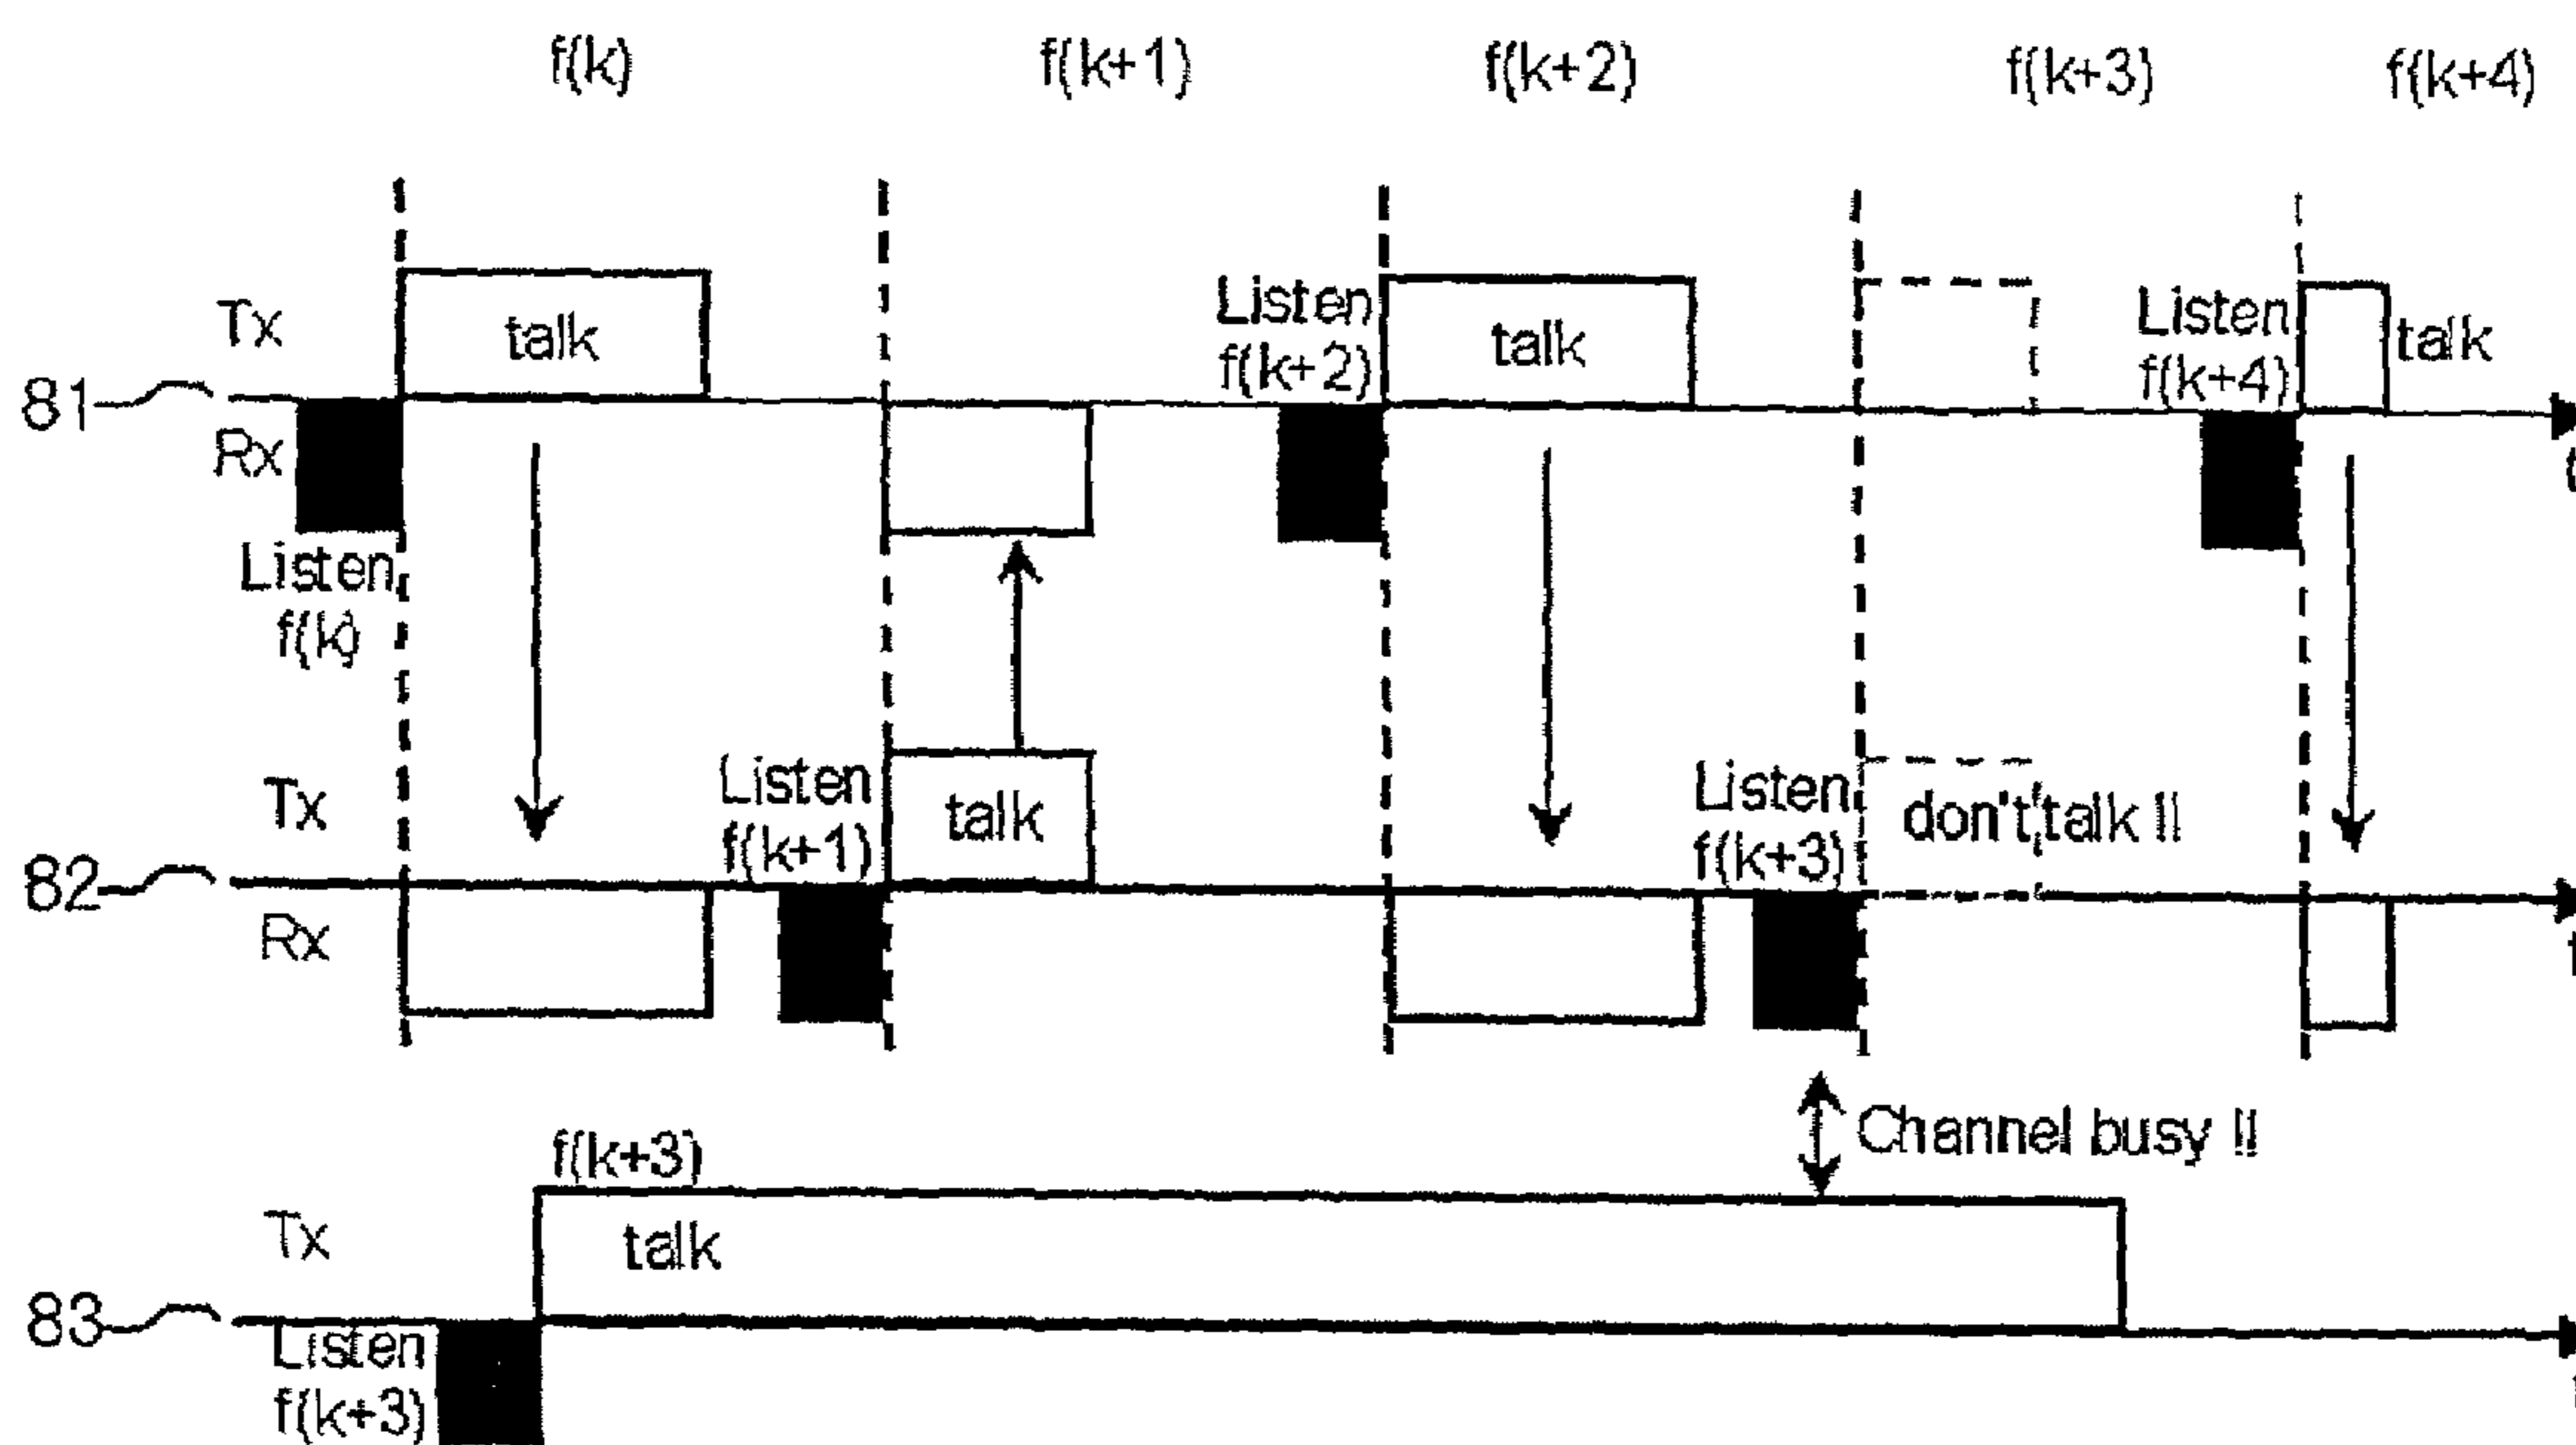 f(k) f(k+1) f(k+2) f(k+3) f(k+4)
Tx talk Listen f(k+2) talk Listen f(k+4) talk
81
Rx
t
Listen
f(k)
Tx Listen f(k+1) talk Listen f(k+3) don't talk !!
82
Rx
Channel busy !!
f(k+3)
Tx talk
83
Listen
f(k+3)